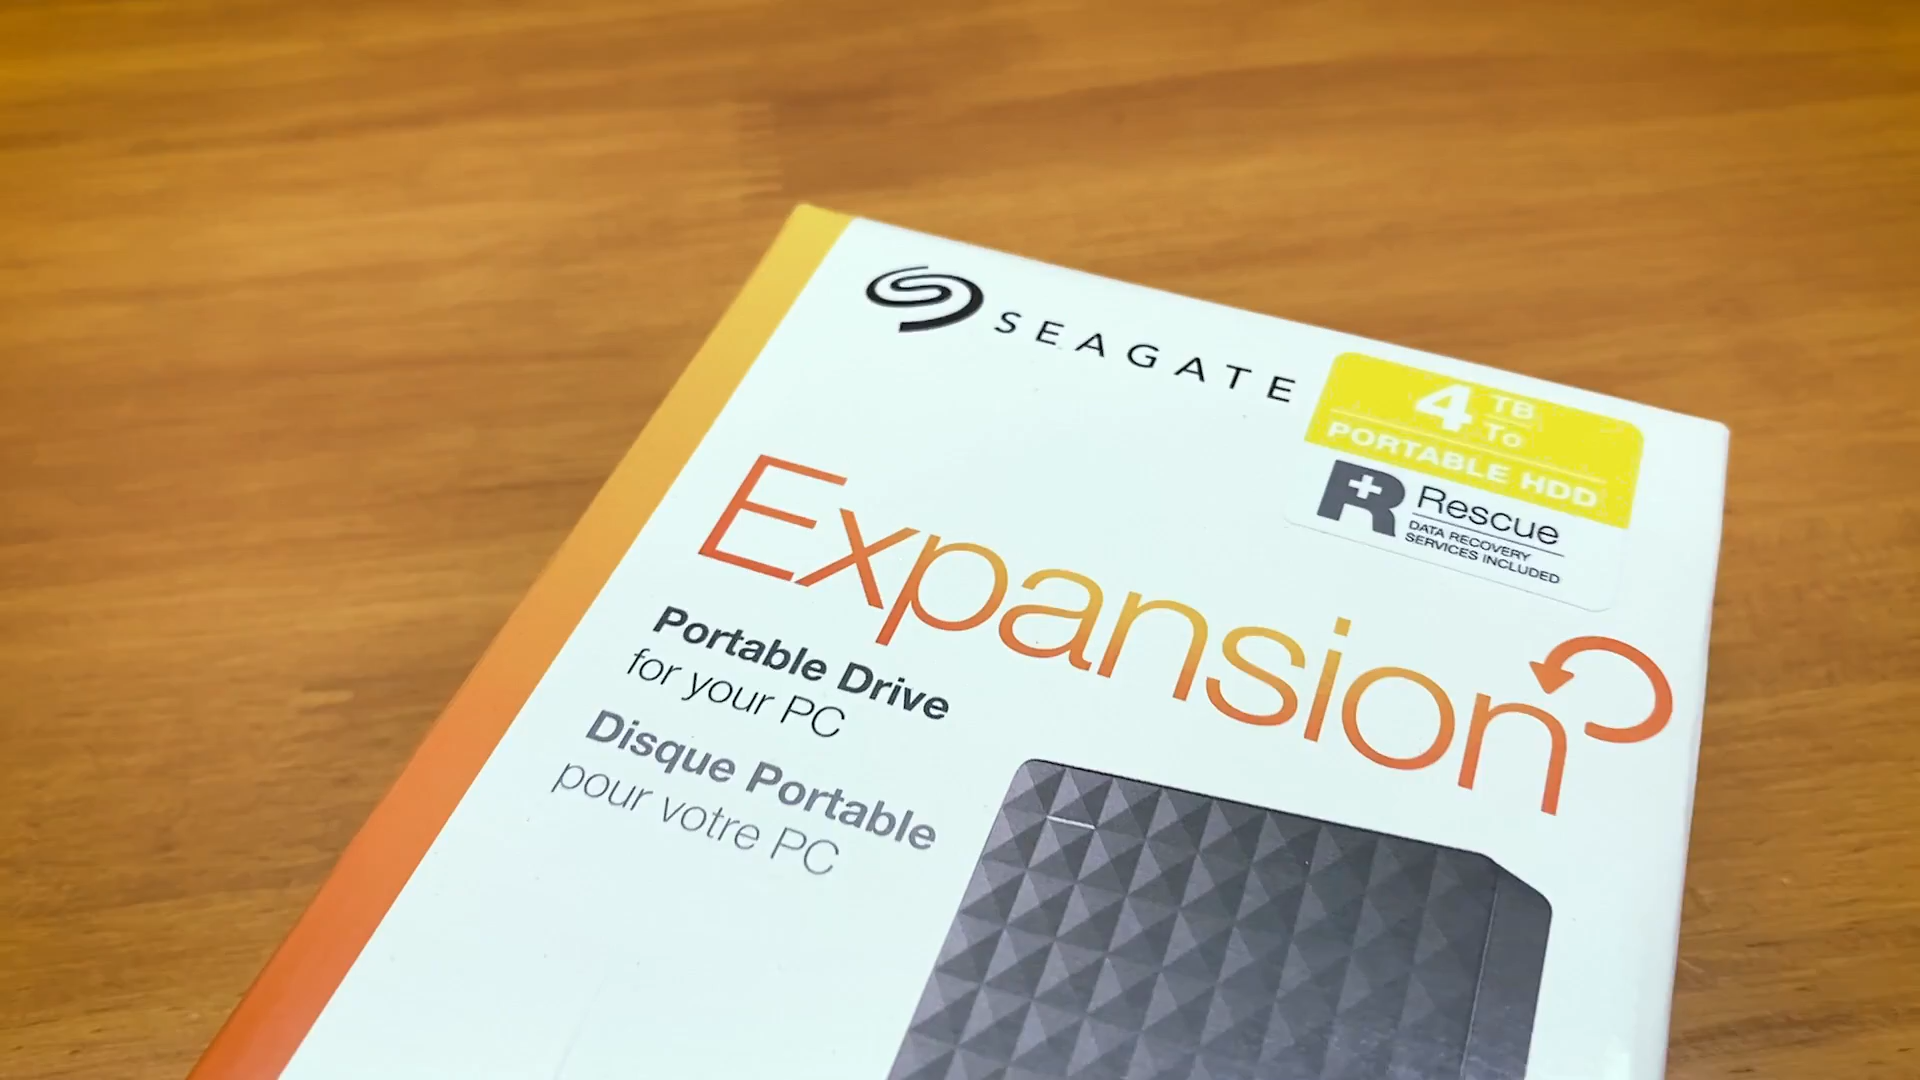 SEAGATE
4 TB
To
PORTABLE HDD
R Rescue
DATA RECOVERY
SERVICES INCLUDED
Expansion
Portable Drive
for your PC
Disque Portable
pour votre PC